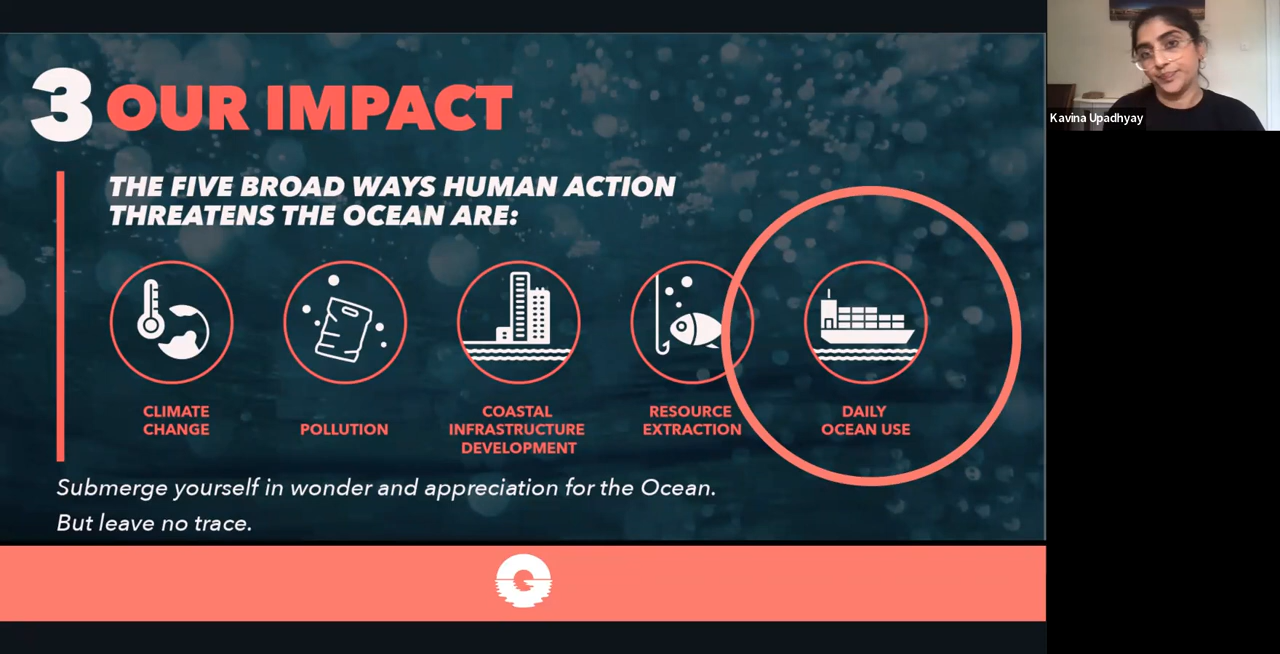 3 OUR IMPACT
THE FIVE BROAD WAYS HUMAN ACTION
THREATENS THE OCEAN ARE:
CLIMATE
CHANGE
POLLUTION
COASTAL
INFRASTRUCTURE
DEVELOPMENT
RESOURCE
EXTRACTION
DAILY
OCEAN USE
Submerge yourself in wonder and appreciation for the Ocean.
But leave no trace.
Kavina Upadhyay